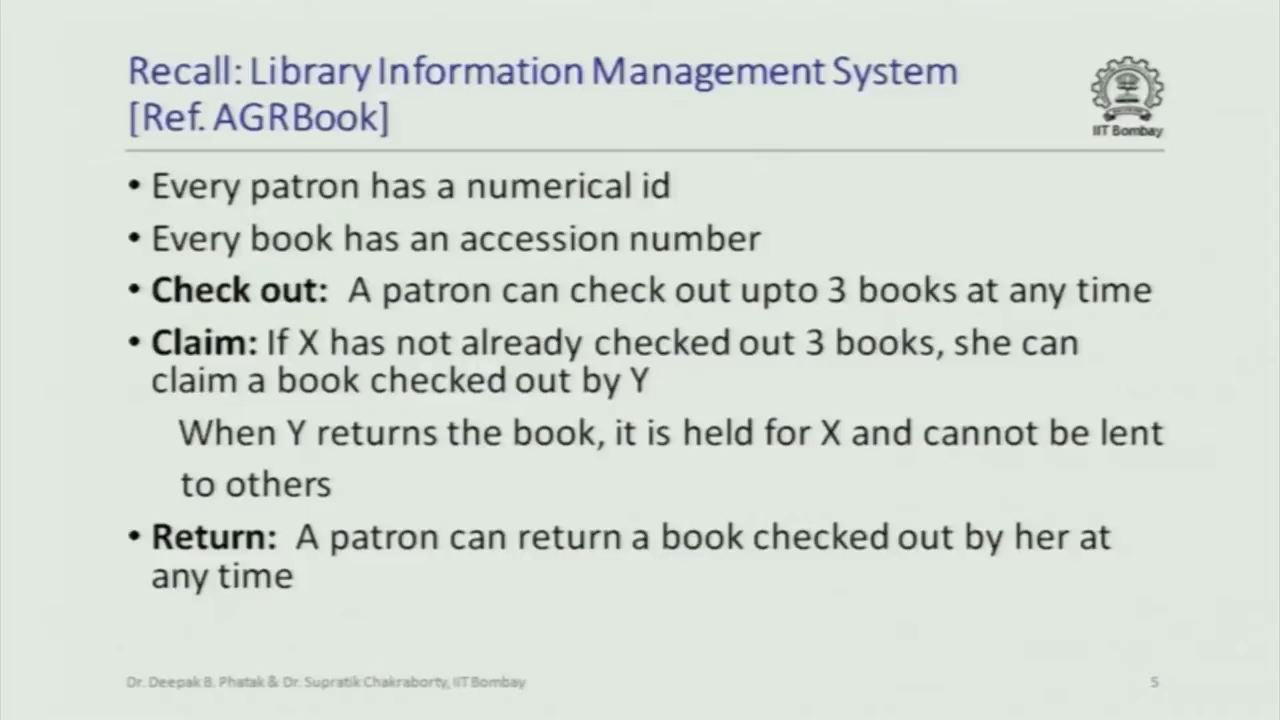 Recall: Library Information Management System
[Ref. AGRBook]
IIT Bombay
• Every patron has a numerical id
• Every book has an accession number
• Check out: A patron can check out upto 3 books at any time
• Claim: If X has not already checked out 3 books, she can
claim a book checked out by Y
When Y returns the book, it is held for X and cannot be lent
to others
• Return: A patron can return a book checked out by her at
any time
Dr. Deepak B. Phatak & Dr. Supratik Chakraborty, IIT Bombay
5